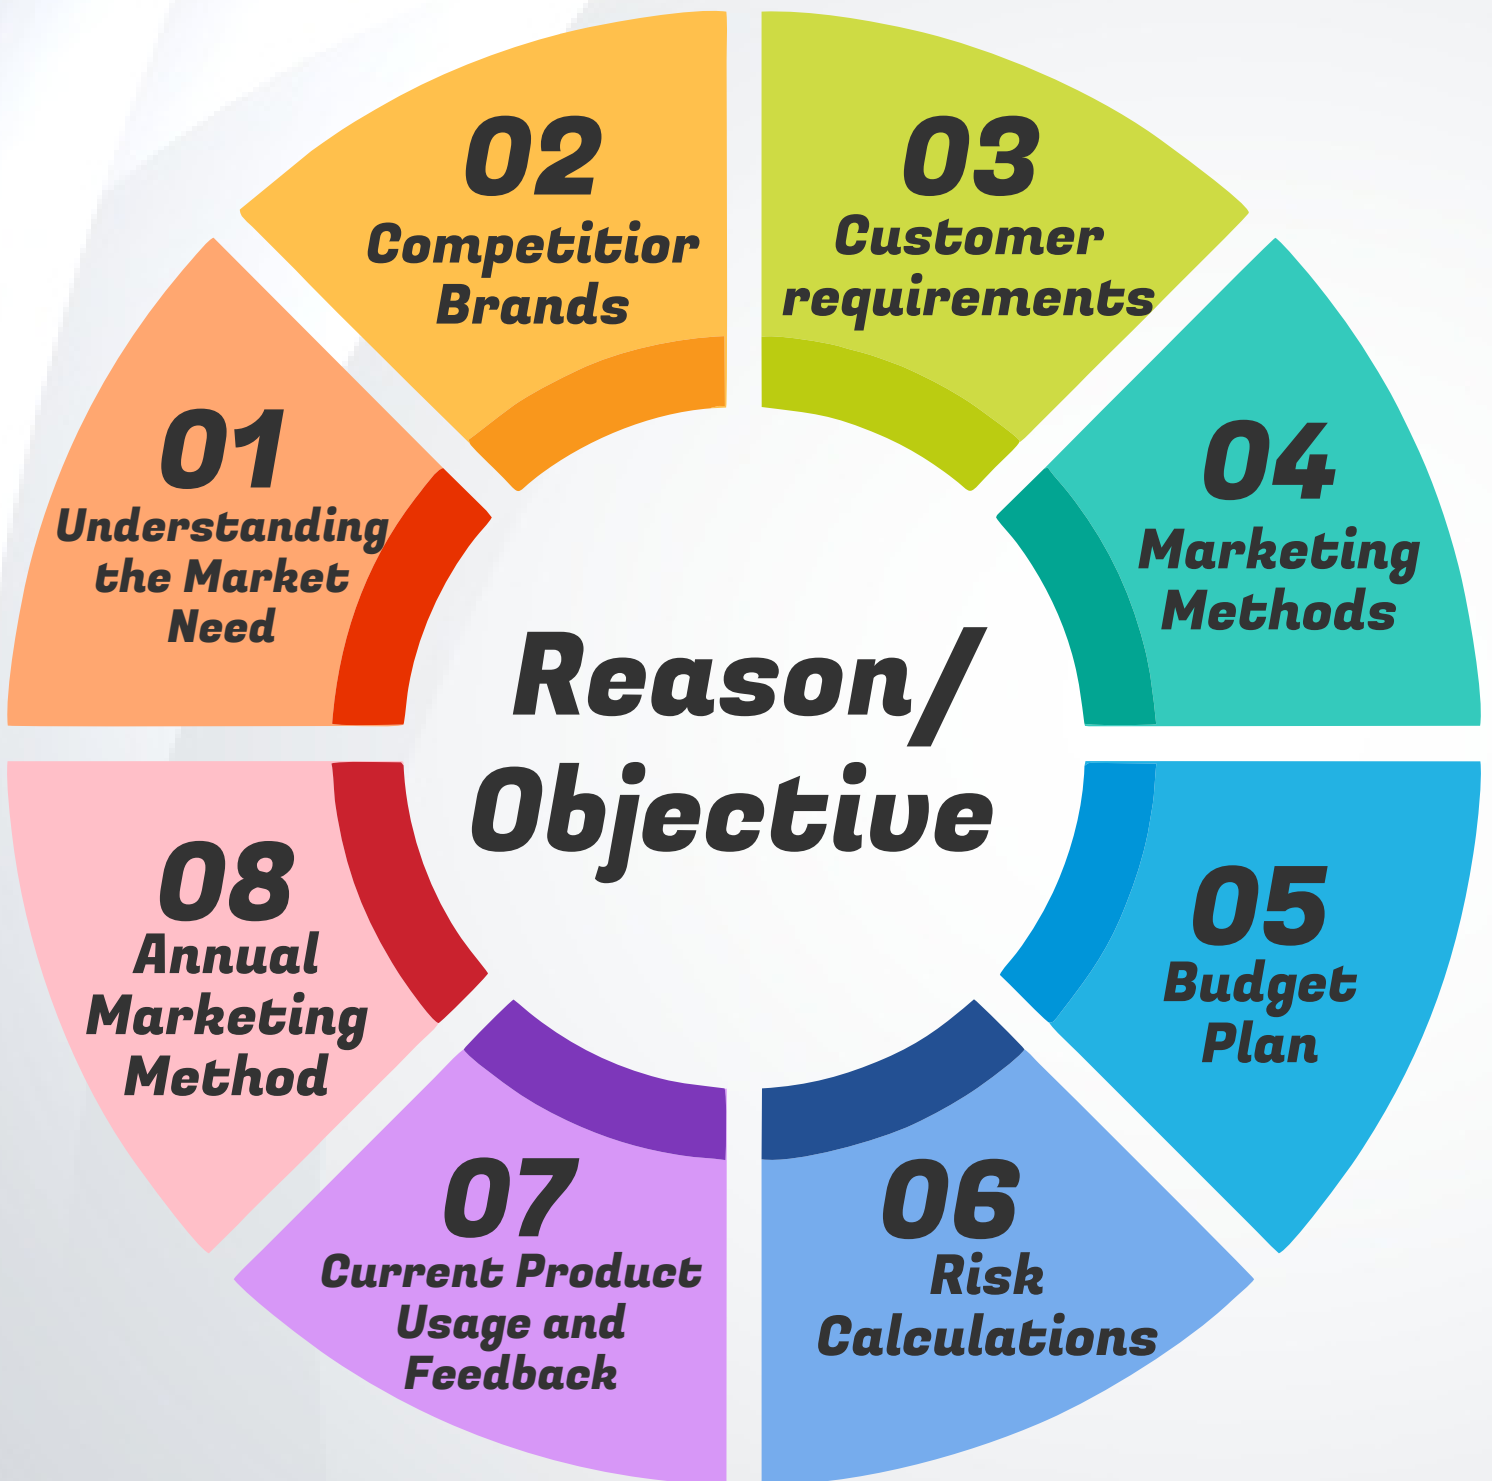 Reason/
Objective
01
Understanding
the Market
Need
02
Competitior
Brands
03
Customer
requirements
04
Marketing
Methods
05
Budget
Plan
06
Risk
Calculations
07
Current Product
Usage and
Feedback
08
Annual
Marketing
Method